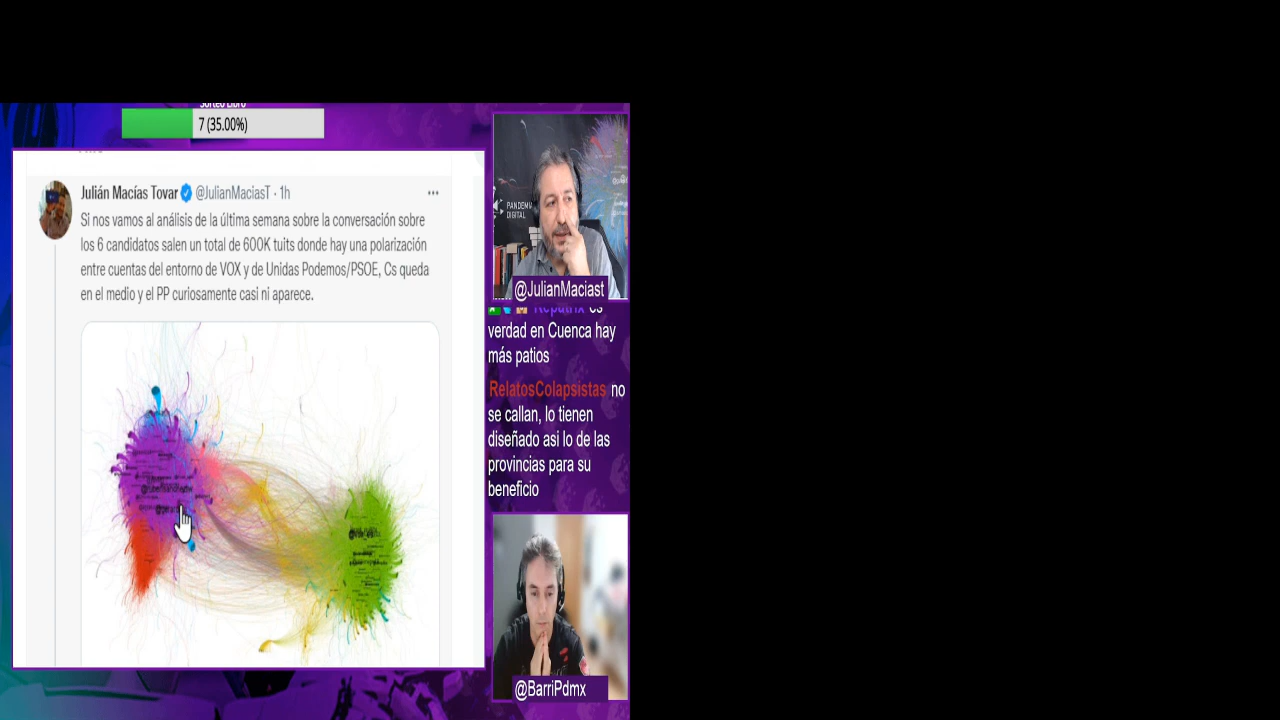 Sorteo Libro
7 (35.00%)
Julián Macías Tovar @JulianMaciasT · 1h
Si nos vamos al análisis de la última semana sobre la conversación sobre
los 6 candidatos salen un total de 600K tuits donde hay una polarización
entre cuentas del entorno de VOX y de Unidas Podemos/PSOE, Cs queda
en el medio y el PP curiosamente casi ni aparece.
PANDEMIA
DIGITAL
@JulianMaciast
es
verdad en Cuenca hay
más patios
RelatosColapsistas no
se callan, lo tienen
diseñado asi lo de las
provincias para su
beneficio
@BarriPdmx